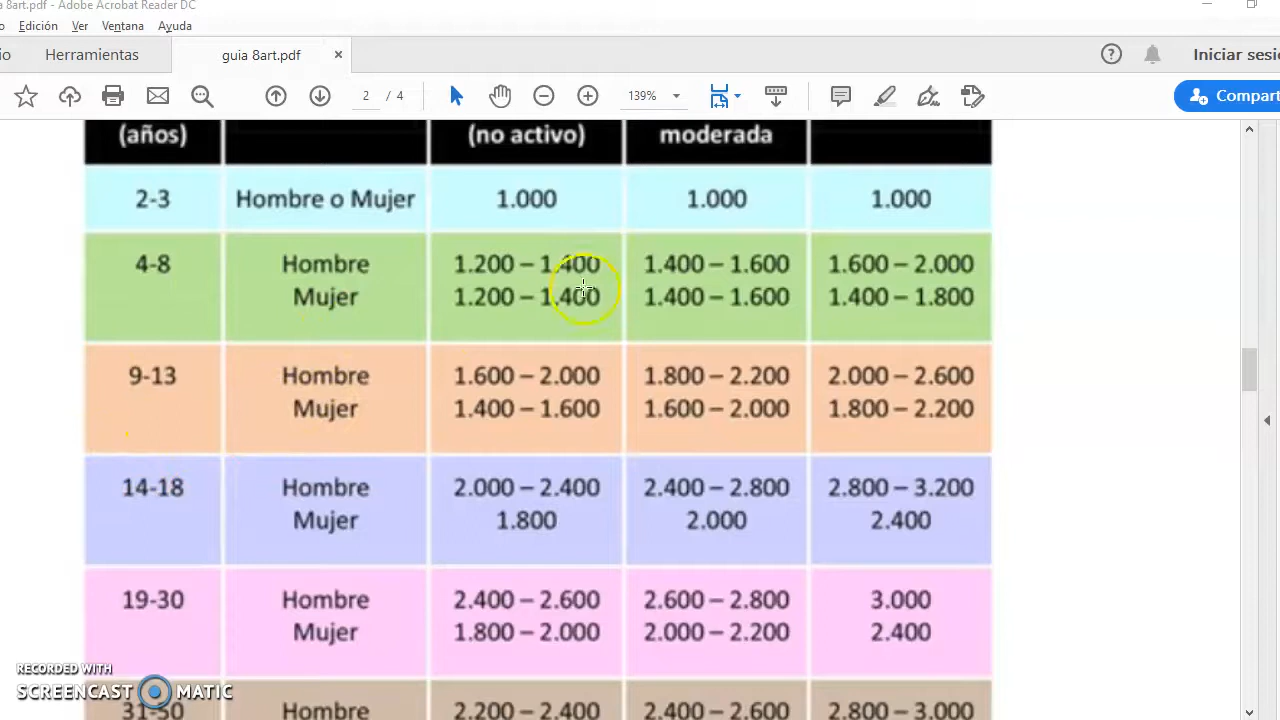 a 8art.pdf - Adobe Acrobat Reader DC
o Edición Ver Ventana Ayuda
io Herramientas guia 8art.pdf × Iniciar sesió
2 / 4 139% Compart
(años) (no activo) moderada
2-3 Hombre o Mujer 1.000 1.000 1.000
4-8 Hombre 1.200 – 1.400 1.400 – 1.600 1.600 – 2.000
Mujer 1.200 – 1.400 1.400 – 1.600 1.400 – 1.800
9-13 Hombre 1.600 – 2.000 1.800 – 2.200 2.000 – 2.600
Mujer 1.400 – 1.600 1.600 – 2.000 1.800 – 2.200
14-18 Hombre 2.000 – 2.400 2.400 – 2.800 2.800 – 3.200
Mujer 1.800 2.000 2.400
19-30 Hombre 2.400 – 2.600 2.600 – 2.800 3.000
Mujer 1.800 – 2.000 2.000 – 2.200 2.400
31-50 Hombre 2.200 – 2.400 2.400 – 2.600 2.800 – 3.000
RECORDED WITH
SCREENCAST MATIC